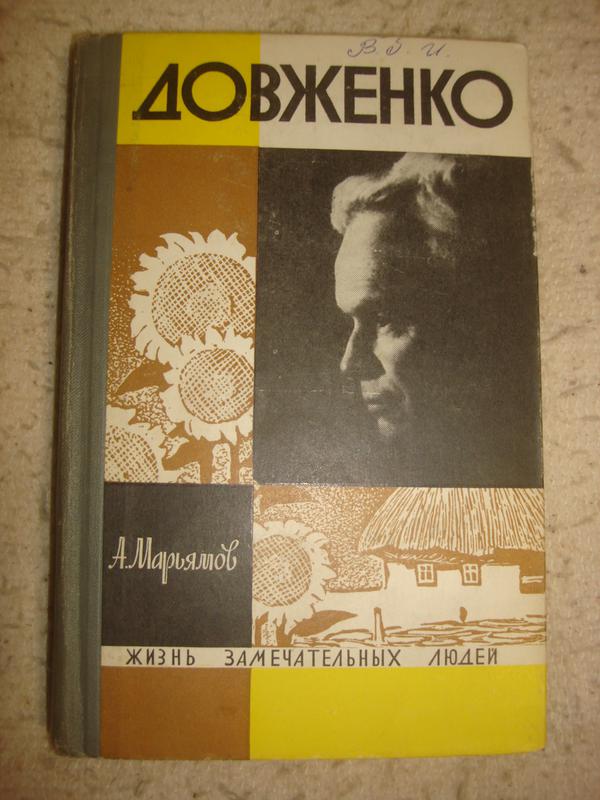 В. д. И.
ДОВЖЕНКО
А. Марьямов
ЖИЗНЬ ЗАМЕЧАТЕЛЬНЫХ ЛЮДЕЙ